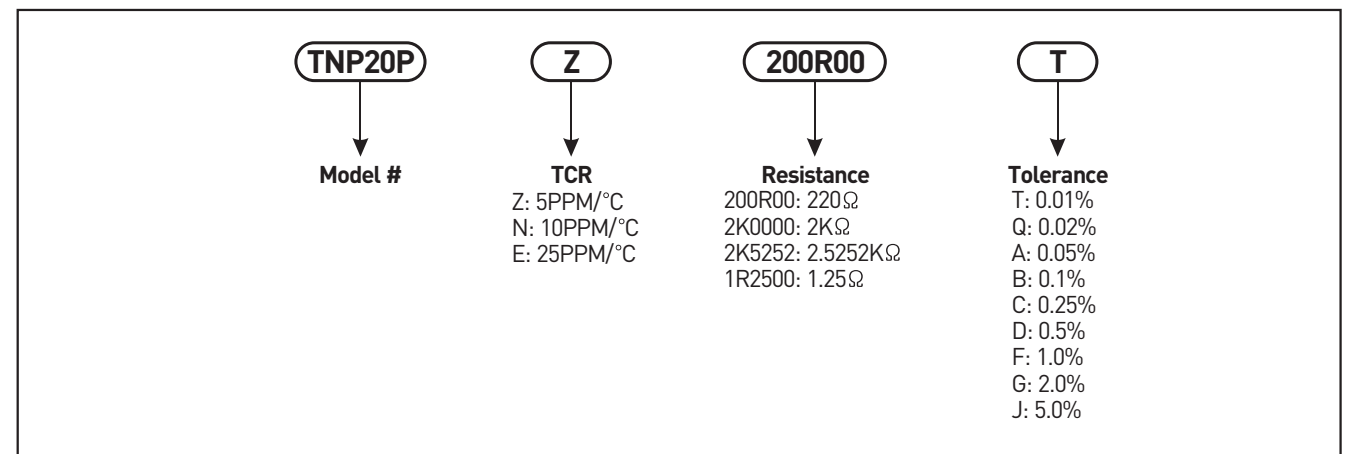 TNP20P Z 200R00 T
Model #
TCR
Z: 5PPM/°C
N: 10PPM/°C
E: 25PPM/°C
Resistance
200R00: 220Ω
2K0000: 2KΩ
2K5252: 2.5252KΩ
1R2500: 1.25Ω
Tolerance
T: 0.01%
Q: 0.02%
A: 0.05%
B: 0.1%
C: 0.25%
D: 0.5%
F: 1.0%
G: 2.0%
J: 5.0%